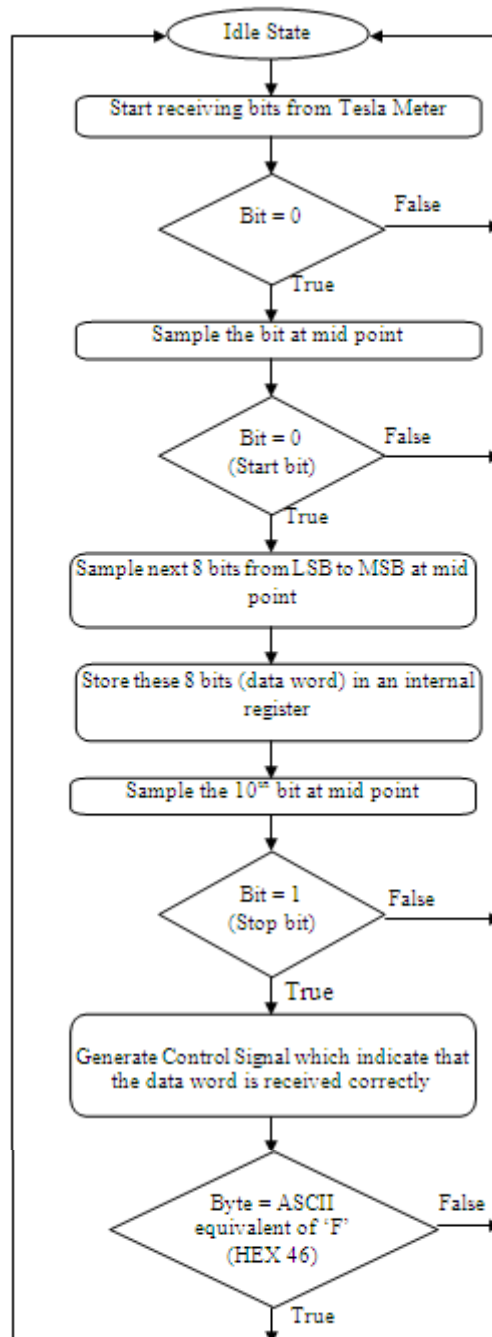 Idle State
Start receiving bits from Tesla Meter
Bit = 0
False
True
Sample the bit at mid point
Bit = 0
(Start bit)
False
True
Sample next 8 bits from LSB to MSB at mid
point
Store these 8 bits (data word) in an internal
register
Sample the 10th bit at mid point
Bit = 1
(Stop bit)
False
True
Generate Control Signal which indicate that
the data word is received correctly
Byte = ASCII
equivalent of ‘F’
(HEX 46)
False
True